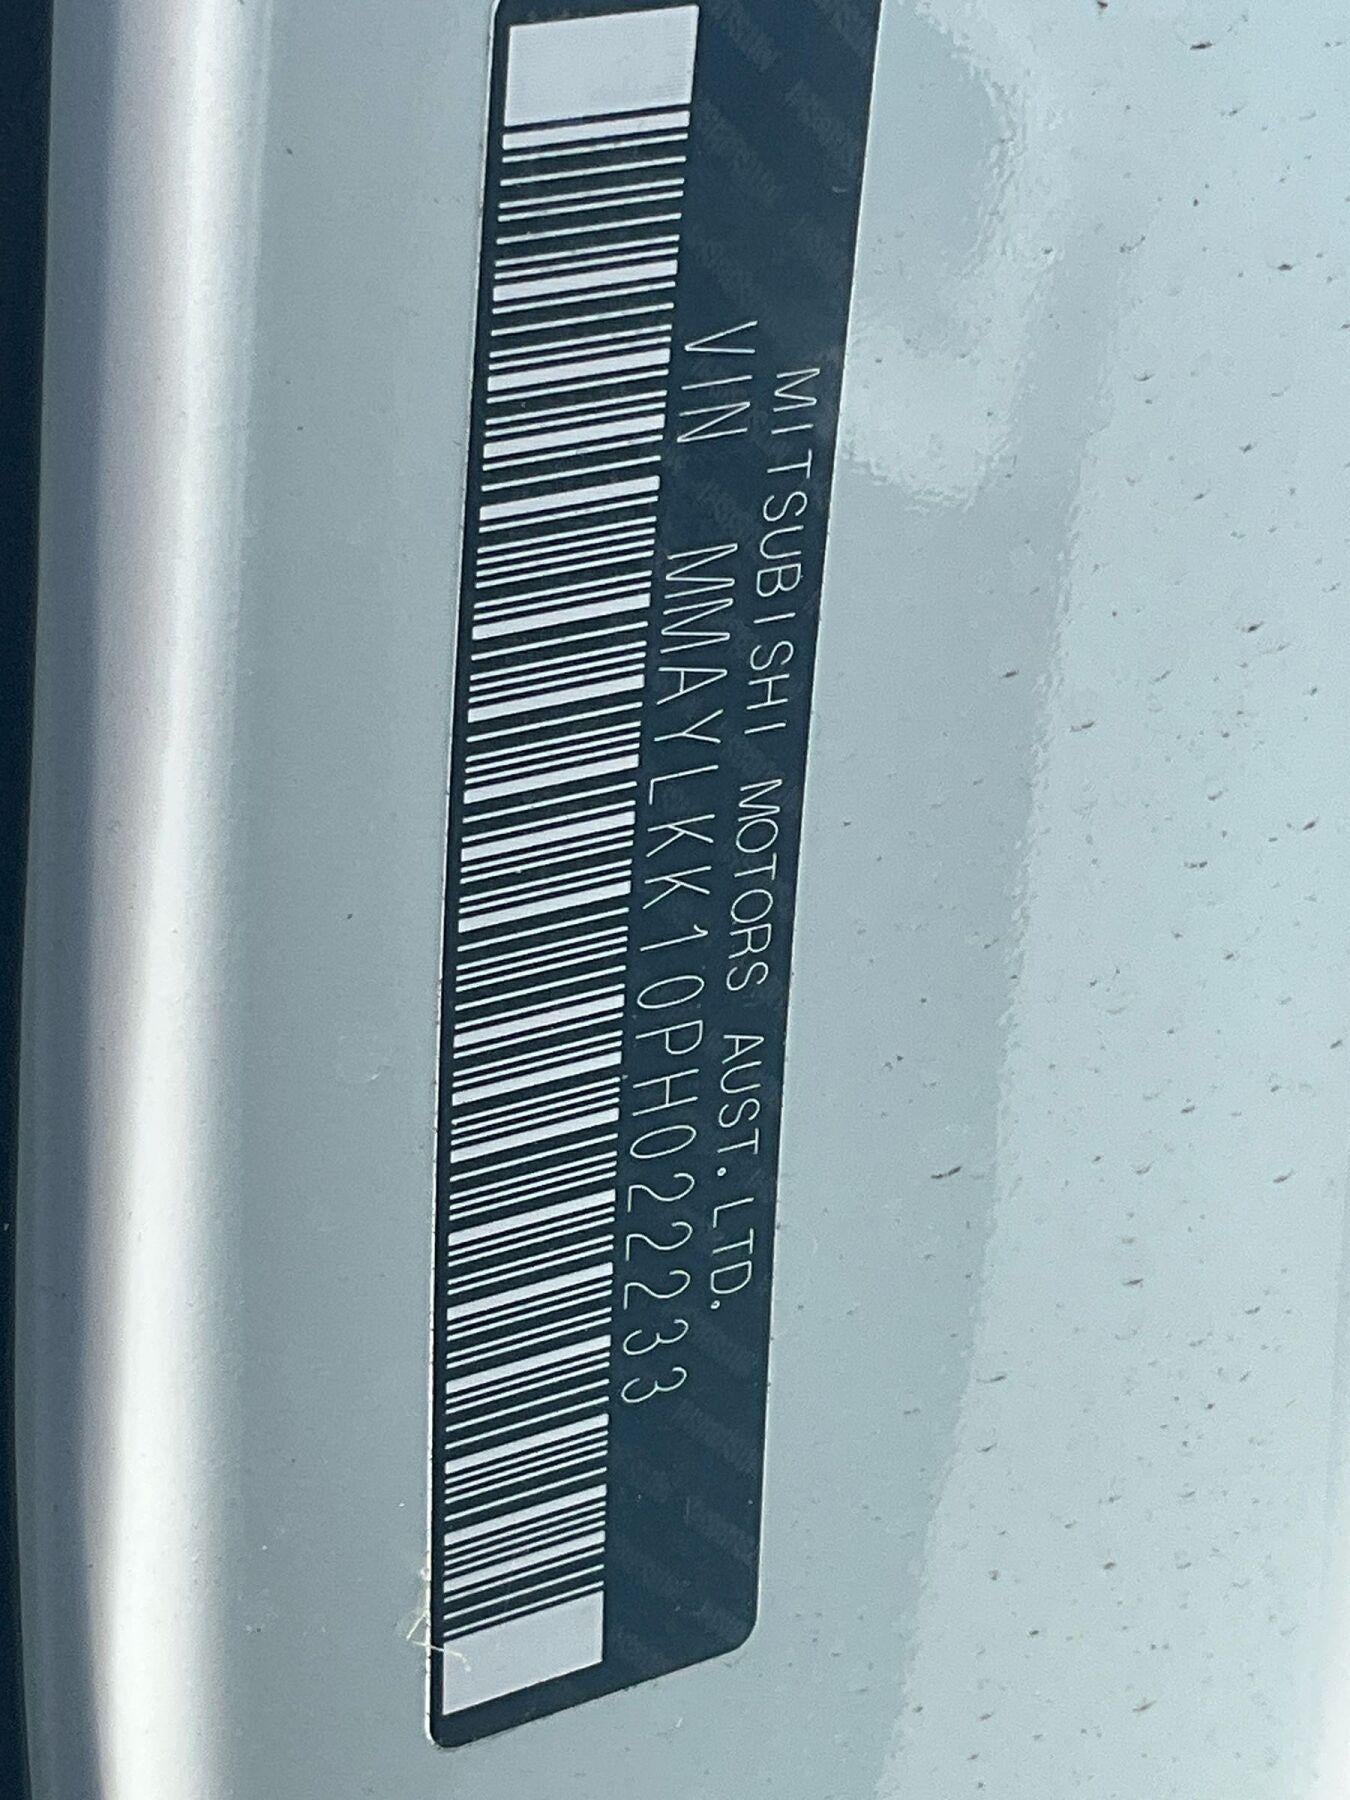 MITSUBISHI MOTORS AUST.LTD.
VIN MMAYLKK10PH022233